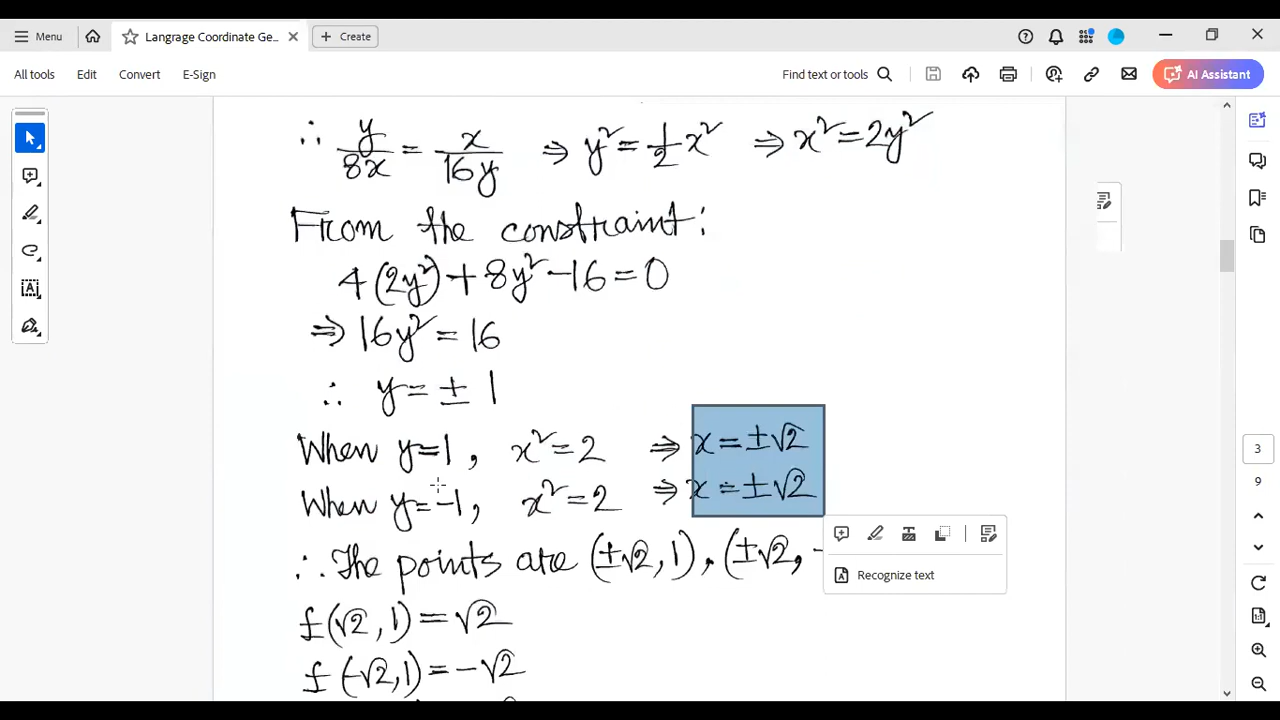 Menu
Langrage Coordinate Ge...
Create
All tools
Edit
Convert
E-Sign
Find text or tools
AI Assistant
∴ y/8x = x/16y ⇒ y² = 1/2 x² ⇒ x² = 2y²
From the constraint:
4(2y²) + 8y² - 16 = 0
⇒ 16y² = 16
∴ y = ± 1
When y=1, x² = 2 ⇒ x = ±√2
When y=-1, x² = 2 ⇒ x = ±√2
∴ The points are (±√2, 1), (±√2, -
Recognize text
f(√2, 1) = √2
f(-√2, 1) = -√2
3
9